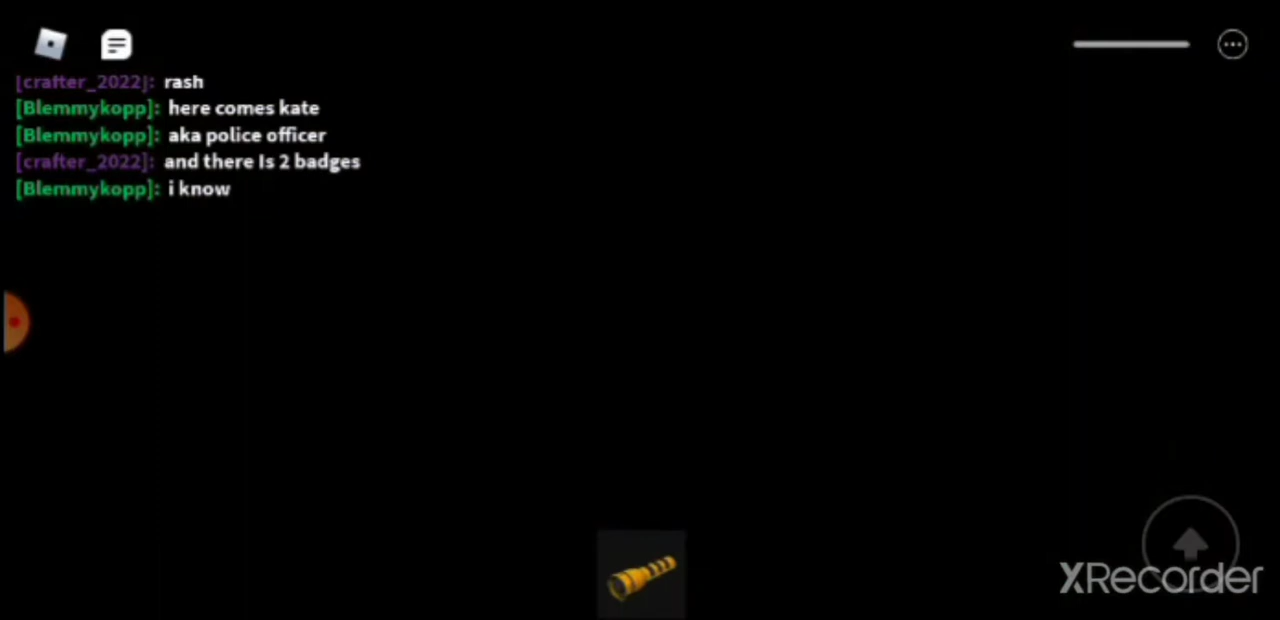 [crafter_2022]: rash
[Blemmykopp]: here comes kate
[Blemmykopp]: aka police officer
[crafter_2022]: and there Is 2 badges
[Blemmykopp]: i know
XRecorder